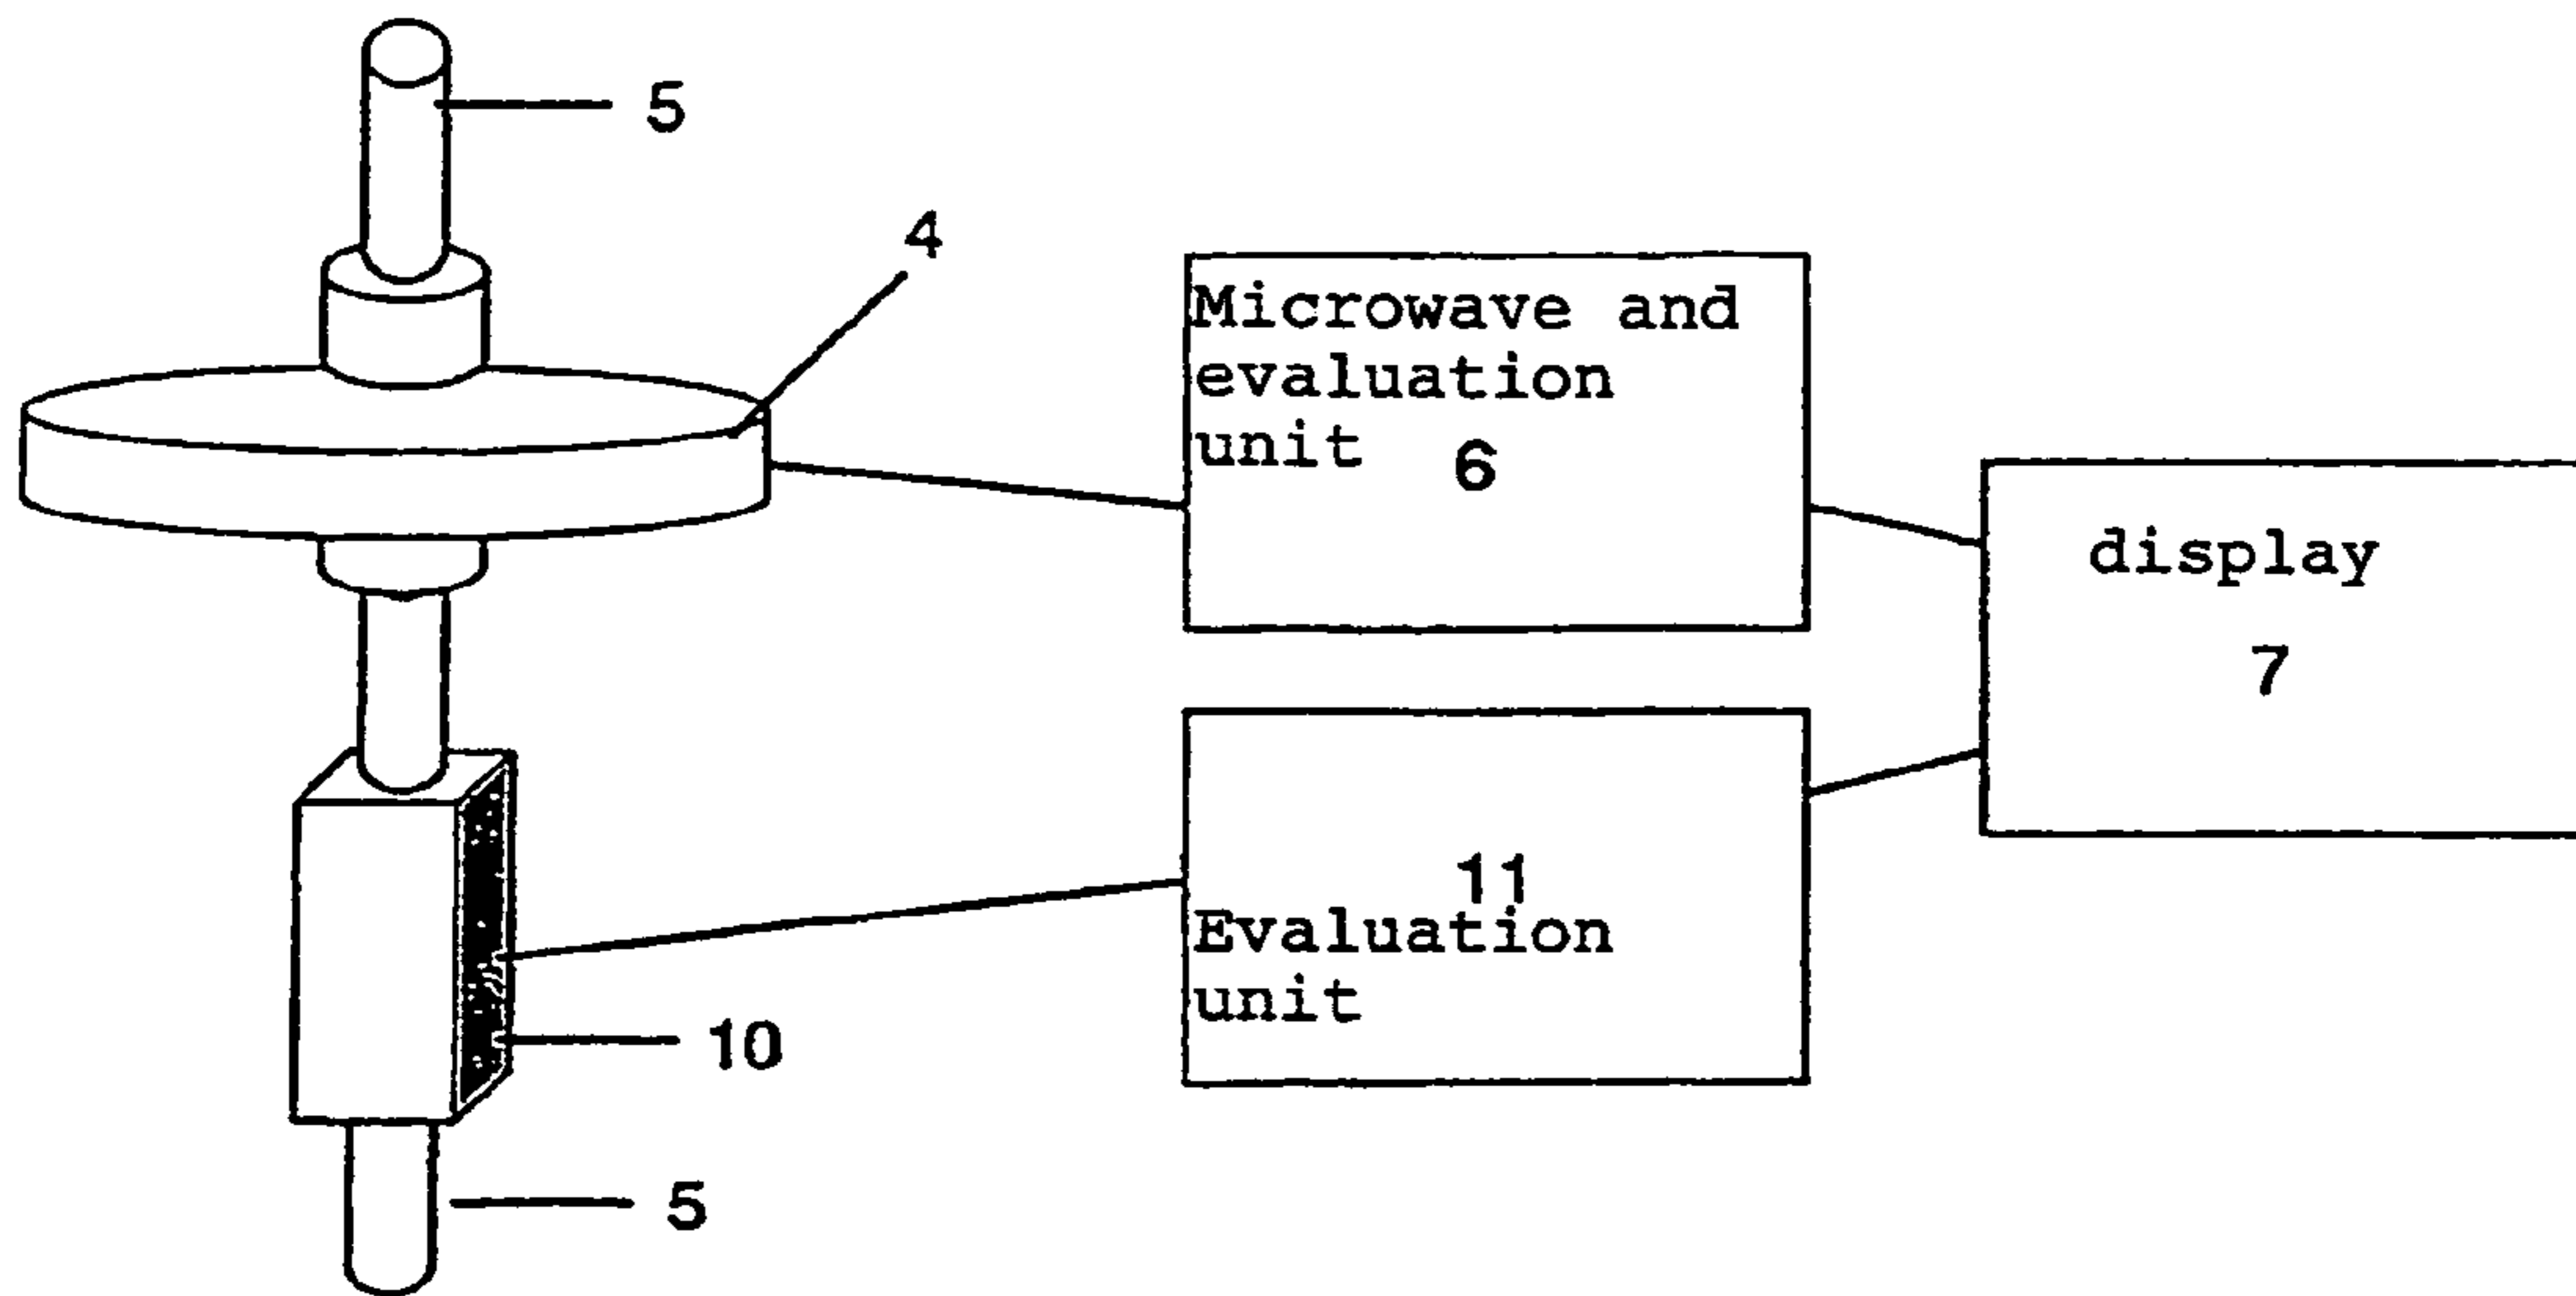 5
4
Microwave and
evaluation
unit 6
display
7
11
Evaluation
unit
10
5